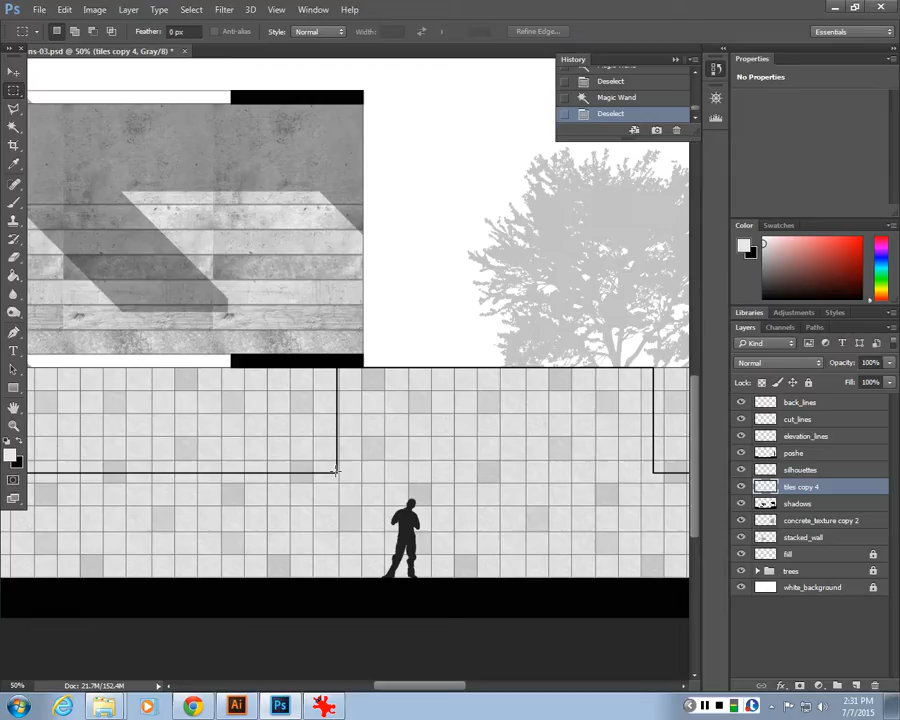 Ps File Edit Image Layer Type Select Filter 3D View Window Help
Feather: 0 px Anti-alias Style: Normal Width: Refine Edge... Essentials
ns-03.psd @ 50% (tiles copy 4, Gray/8) * ×
History
Deselect
Magic Wand
Deselect
Properties
No Properties
Color Swatches
Libraries Adjustments Styles
Layers Channels Paths
Kind
Normal Opacity: 100%
Lock: Fill: 100%
back_lines
cut_lines
elevation_lines
poshe
silhouettes
tiles copy 4
shadows
concrete_texture copy 2
stacked_wall
fill
trees
white_background
50% Doc: 21.7M/152.4M
Ai Ps
2:31 PM
7/7/2015